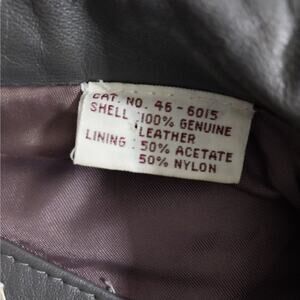 CAT. NO. 46-6015
SHELL : 100% GENUINE
LEATHER
LINING : 50% ACETATE
50% NYLON